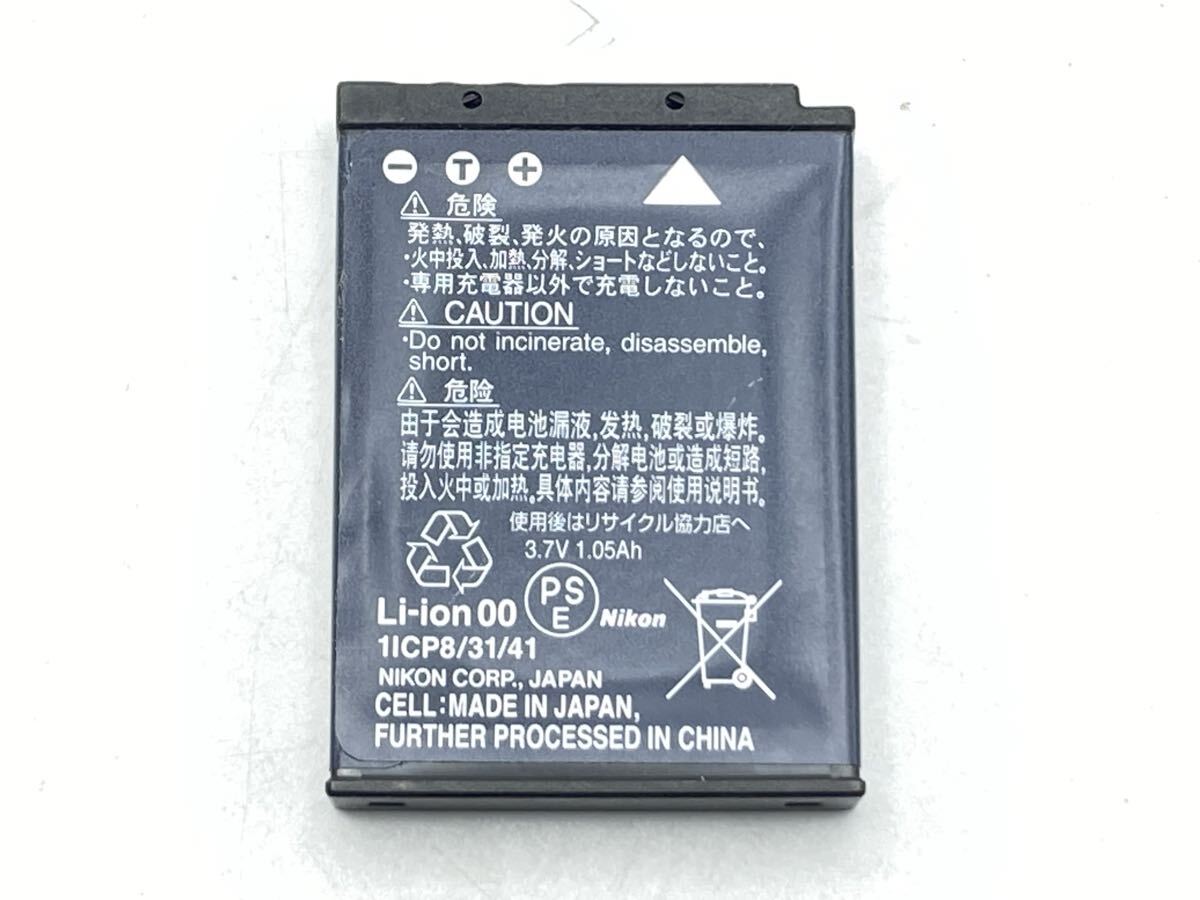 − T +
⚠ 危険
発熱、破裂、発火の原因となるので、
・火中投入、加熱、分解、ショートなどしないこと。
・専用充電器以外で充電しないこと。
⚠ CAUTION
・Do not incinerate, disassemble,
short.
⚠ 危险
由于会造成电池漏液,发热,破裂或爆炸。
请勿使用非指定充电器,分解电池或造成短路,
投入火中或加热。具体内容请参阅使用说明书。
使用後はリサイクル協力店へ
3.7V 1.05Ah
Li-ion 00
PS
E
Nikon
1ICP8/31/41
NIKON CORP., JAPAN
CELL:MADE IN JAPAN,
FURTHER PROCESSED IN CHINA